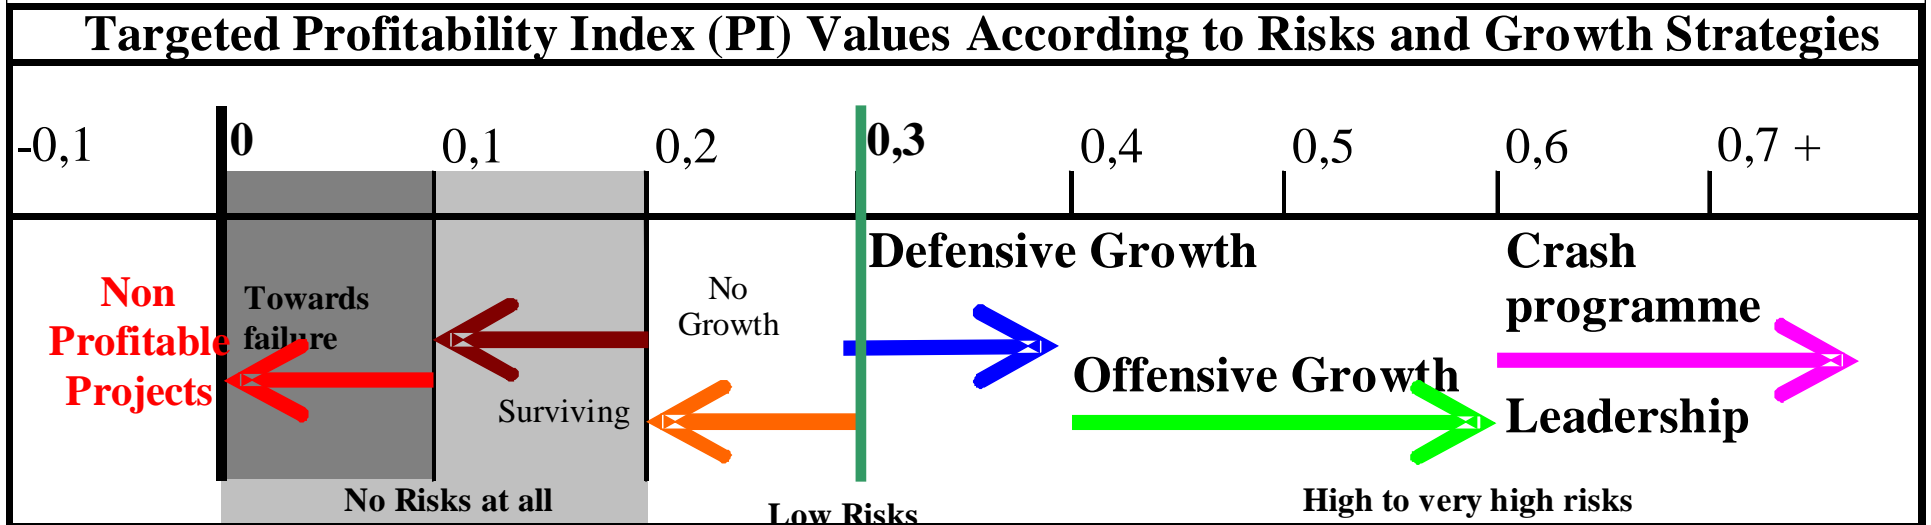 Targeted Profitability Index (PI) Values According to Risks and Growth Strategies
-0,1 0 0,1 0,2 0,3 0,4 0,5 0,6 0,7 +
Non
Profitable
Projects
Towards
failure
Surviving
No
Growth
Defensive Growth
Offensive Growth
Crash
programme
Leadership
No Risks at all
Low Risks
High to very high risks